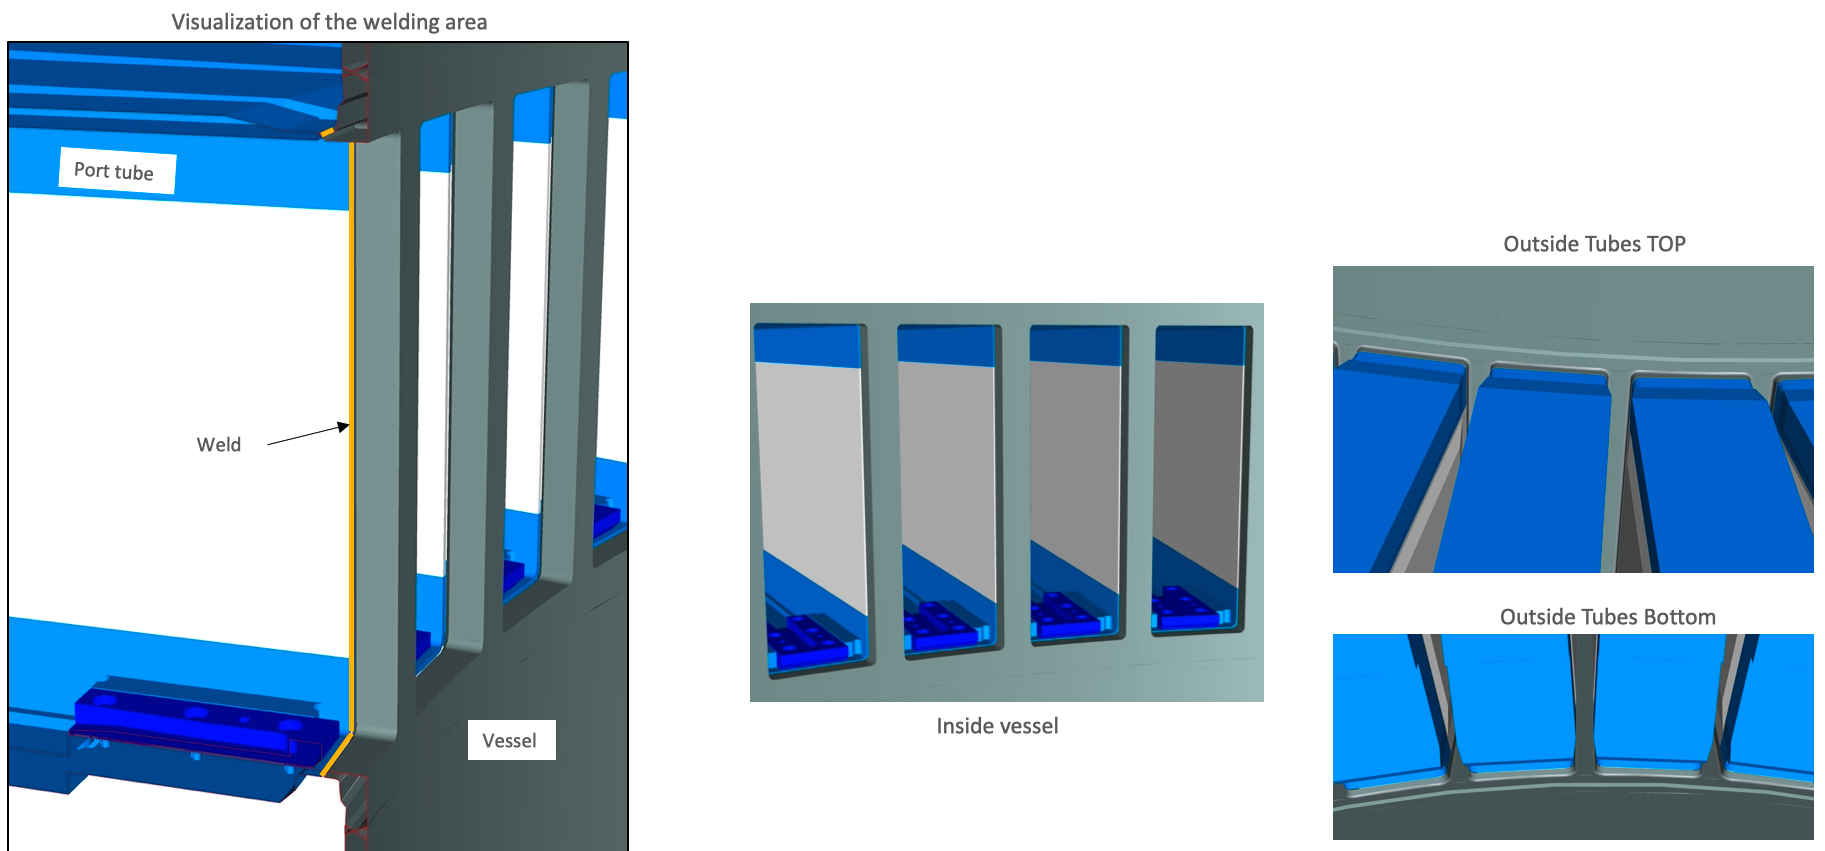 Visualization of the welding area
Port tube
Weld
Vessel
Inside vessel
Outside Tubes TOP
Outside Tubes Bottom